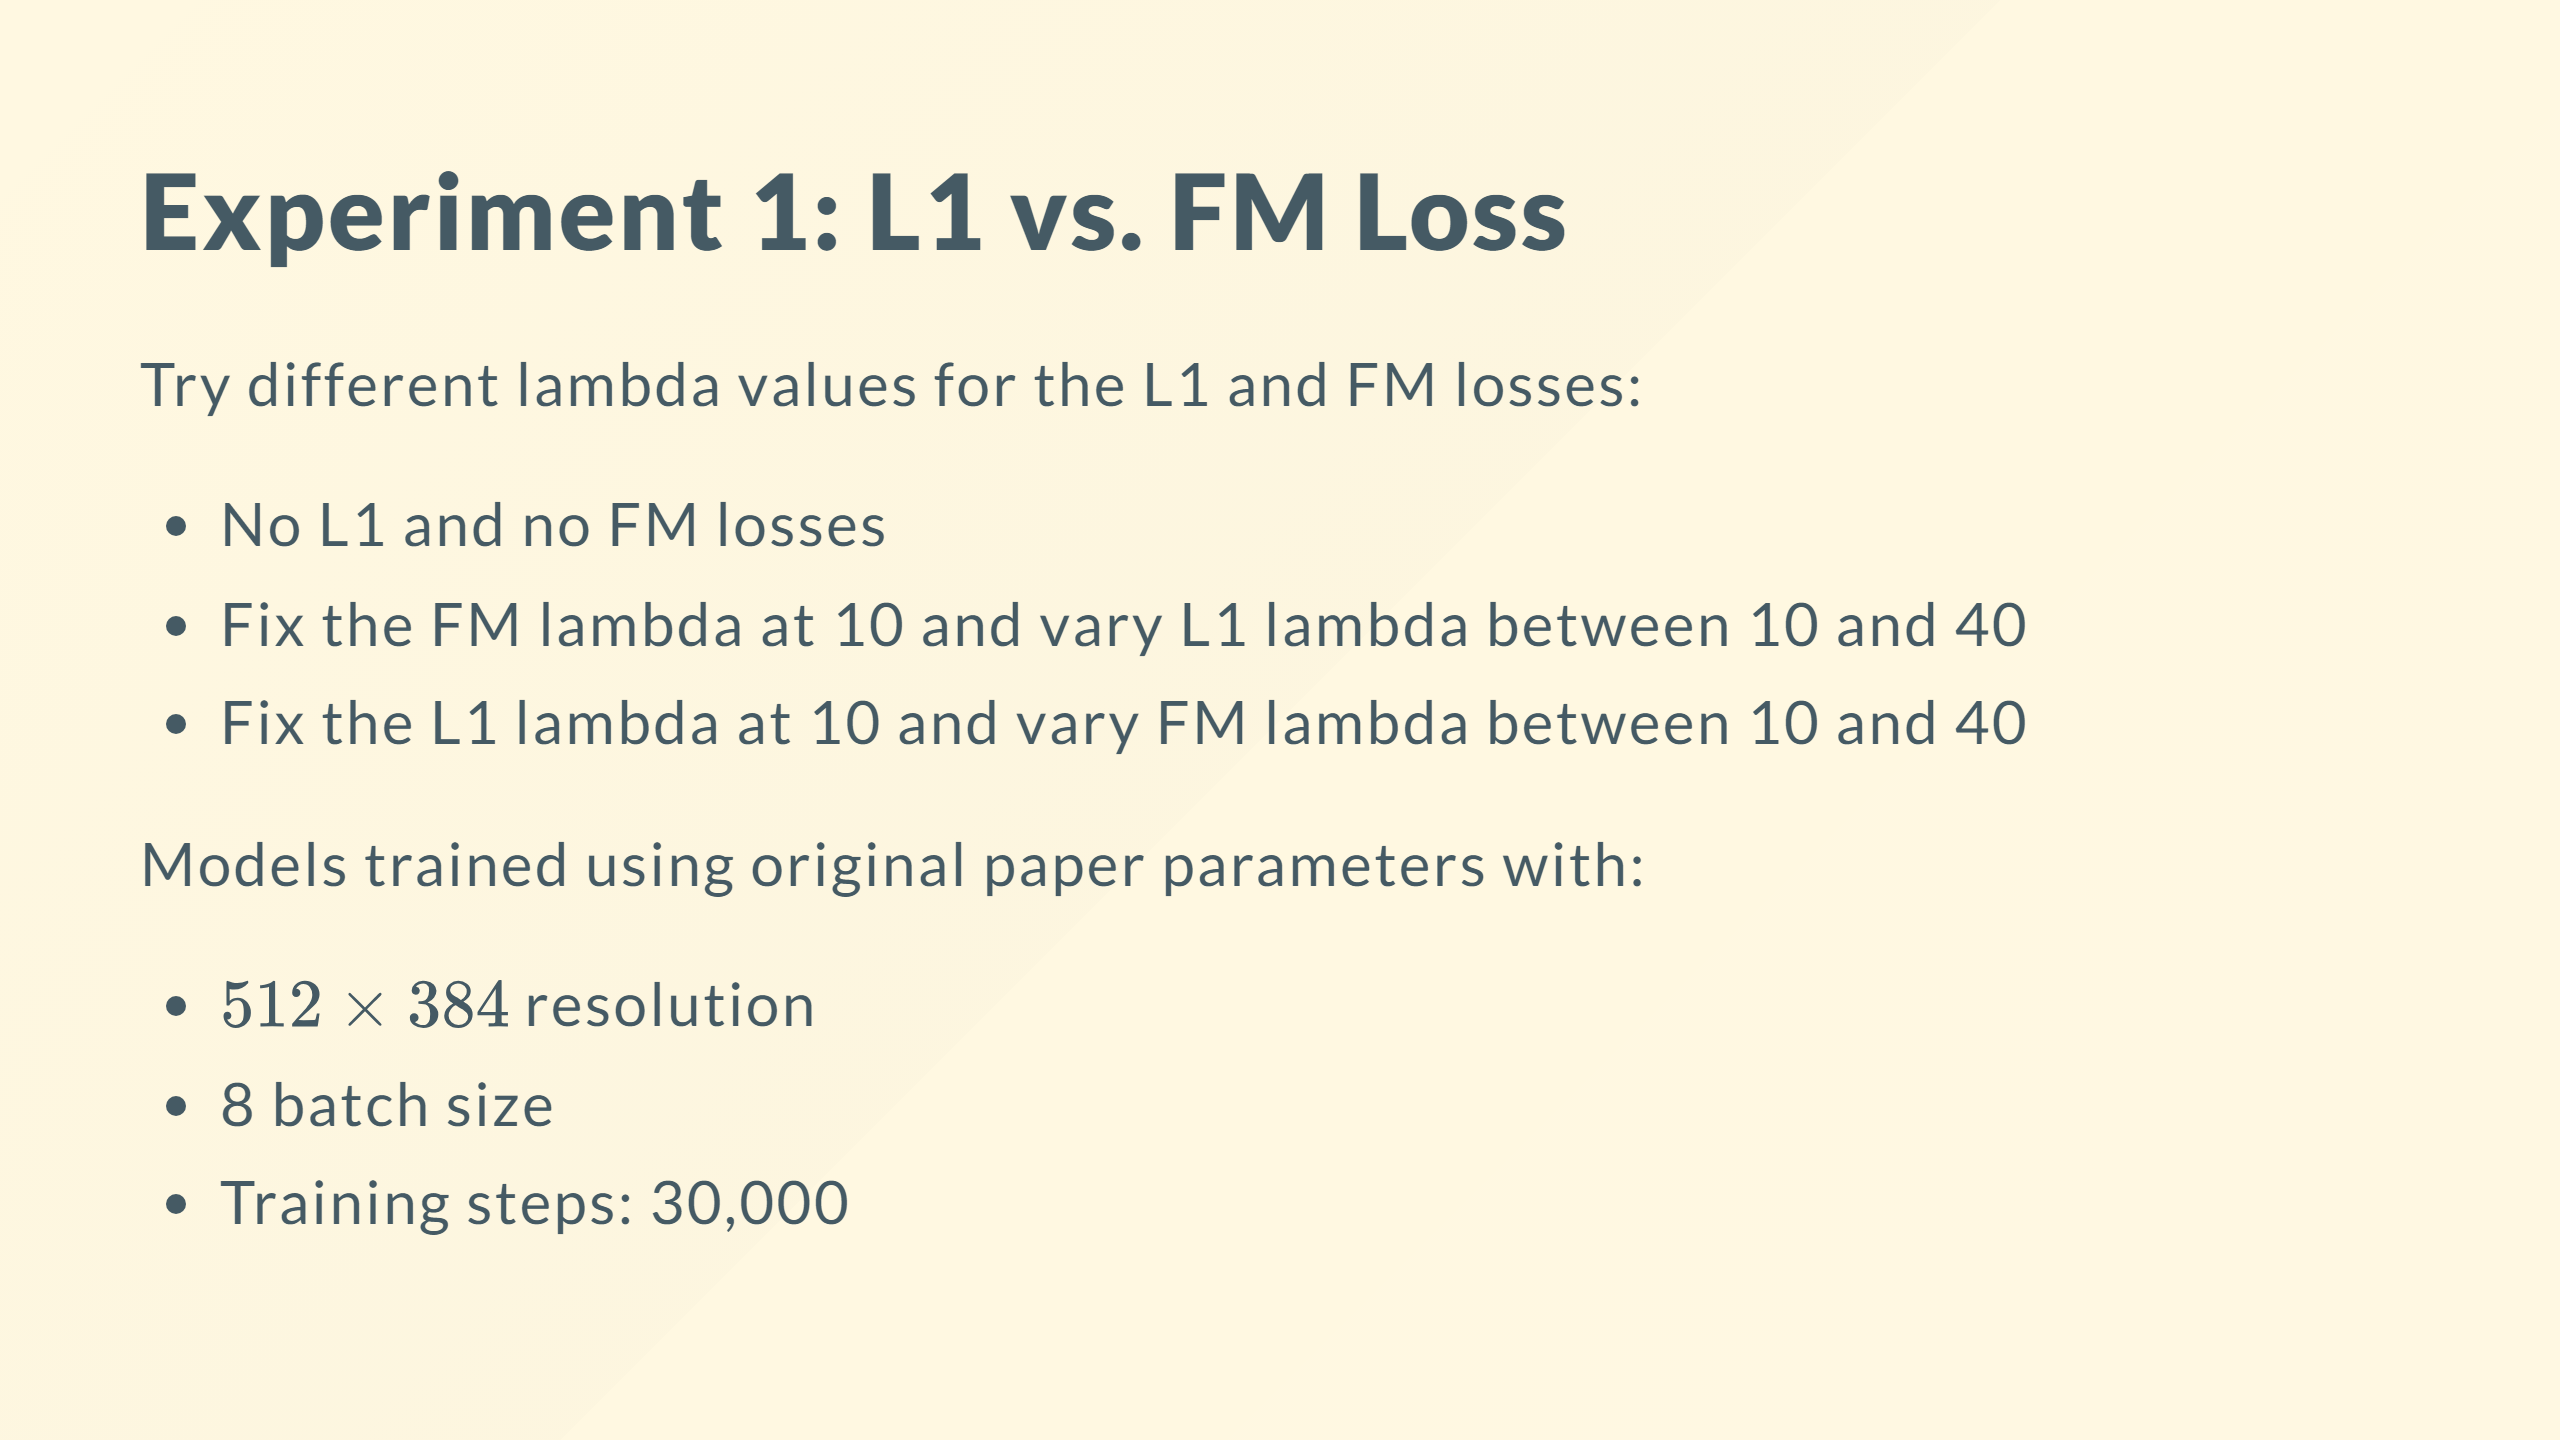 Experiment 1: L1 vs. FM Loss
Try different lambda values for the L1 and FM losses:
• No L1 and no FM losses
• Fix the FM lambda at 10 and vary L1 lambda between 10 and 40
• Fix the L1 lambda at 10 and vary FM lambda between 10 and 40
Models trained using original paper parameters with:
• 512 × 384 resolution
• 8 batch size
• Training steps: 30,000